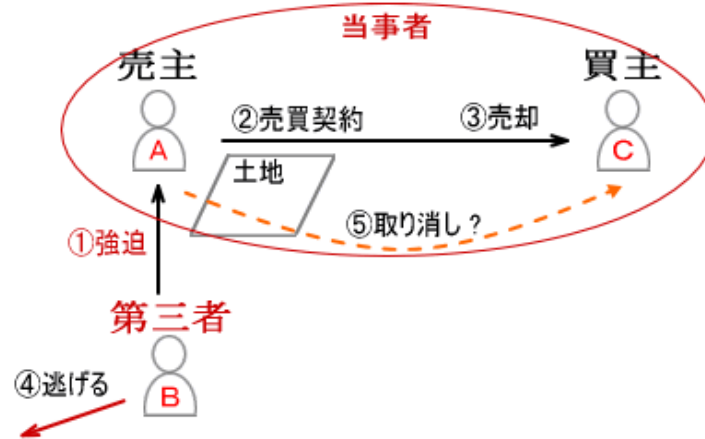 当事者
売主
買主
②売買契約
③売却
A
C
土地
⑤取り消し？
①強迫
第三者
④逃げる
B